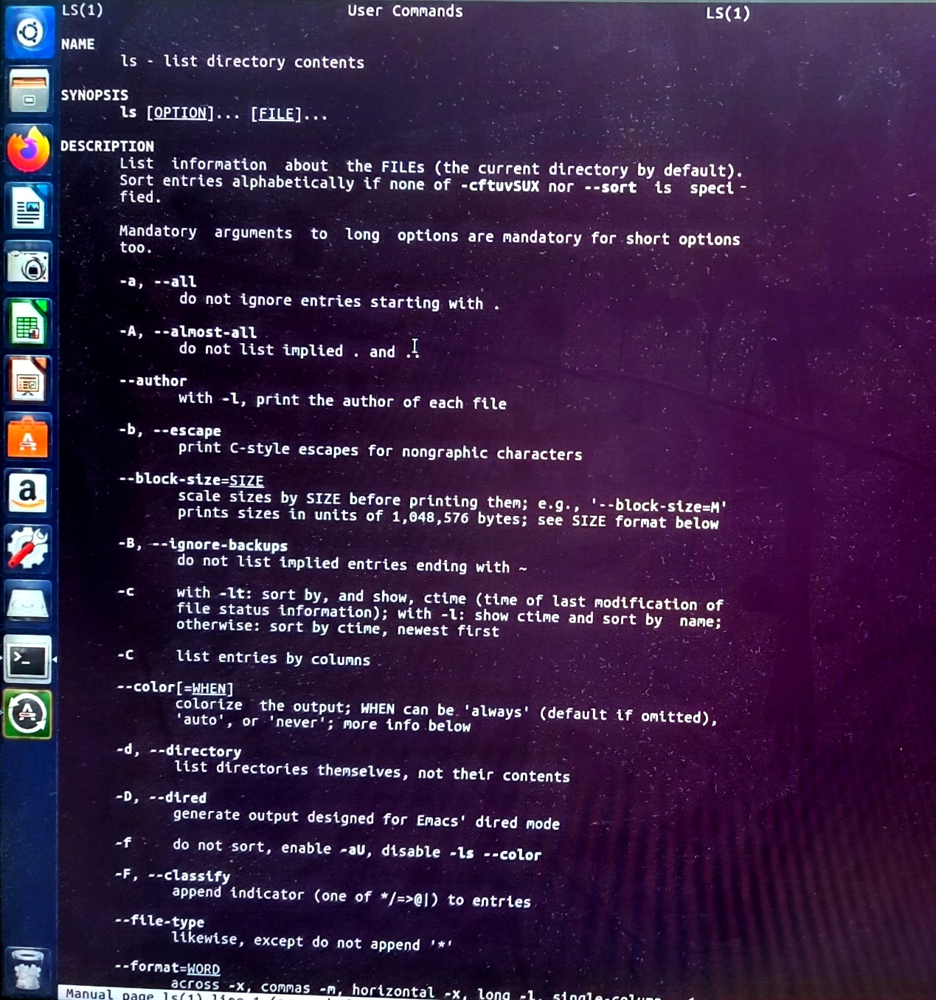 LS(1) User Commands LS(1)
NAME
ls - list directory contents
SYNOPSIS
ls [OPTION]... [FILE]...
DESCRIPTION
List information about the FILEs (the current directory by default).
Sort entries alphabetically if none of -cftuvSUX nor --sort is speci-
fied.
Mandatory arguments to long options are mandatory for short options
too.
-a, --all
do not ignore entries starting with .
-A, --almost-all
do not list implied . and ..
--author
with -l, print the author of each file
-b, --escape
print C-style escapes for nongraphic characters
--block-size=SIZE
scale sizes by SIZE before printing them; e.g., '--block-size=M'
prints sizes in units of 1,048,576 bytes; see SIZE format below
-B, --ignore-backups
do not list implied entries ending with ~
-c with -lt: sort by, and show, ctime (time of last modification of
file status information); with -l: show ctime and sort by name;
otherwise: sort by ctime, newest first
-C list entries by columns
--color[=WHEN]
colorize the output; WHEN can be 'always' (default if omitted),
'auto', or 'never'; more info below
-d, --directory
list directories themselves, not their contents
-D, --dired
generate output designed for Emacs' dired mode
-f do not sort, enable -aU, disable -ls --color
-F, --classify
append indicator (one of */=>@|) to entries
--file-type
likewise, except do not append '*'
--format=WORD
across -x, commas -m, horizontal -x, long -l, single-column
Manual page ls(1) line 1